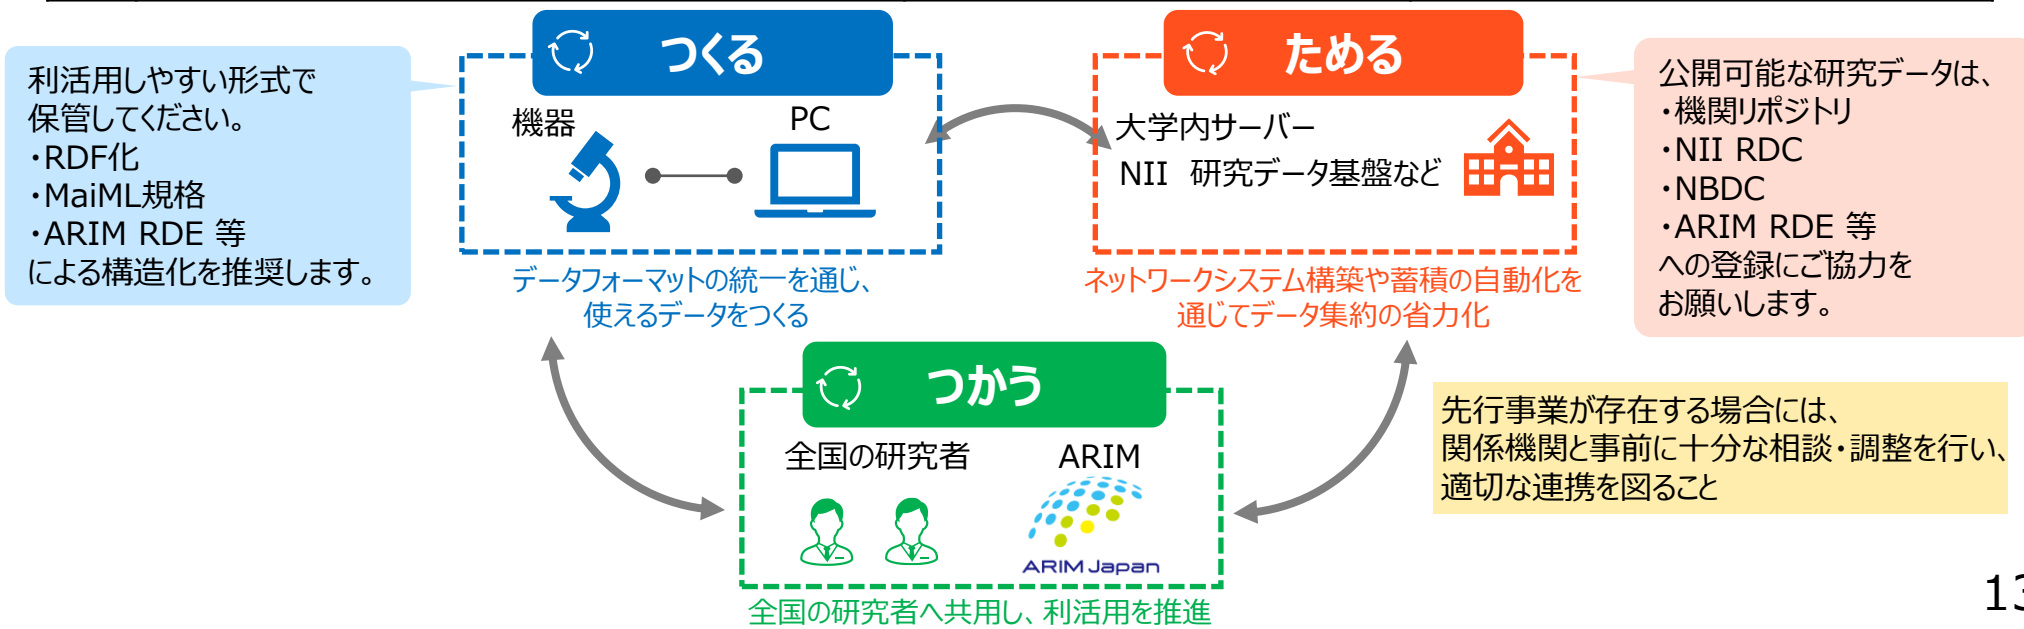 つくる
ためる
利活用しやすい形式で
保管してください。
・RDF化
・MaiML規格
・ARIM RDE 等
による構造化を推奨します。
機器
PC
大学内サーバー
NII 研究データ基盤など
公開可能な研究データは、
・機関リポジトリ
・NII RDC
・NBDC
・ARIM RDE 等
への登録にご協力を
お願いします。
データフォーマットの統一を通じ、
使えるデータをつくる
ネットワークシステム構築や蓄積の自動化を
通じてデータ集約の省力化
つかう
全国の研究者
ARIM
ARIM Japan
全国の研究者へ共用し、利活用を推進
先行事業が存在する場合には、
関係機関と事前に十分な相談・調整を行い、
適切な連携を図ること
13